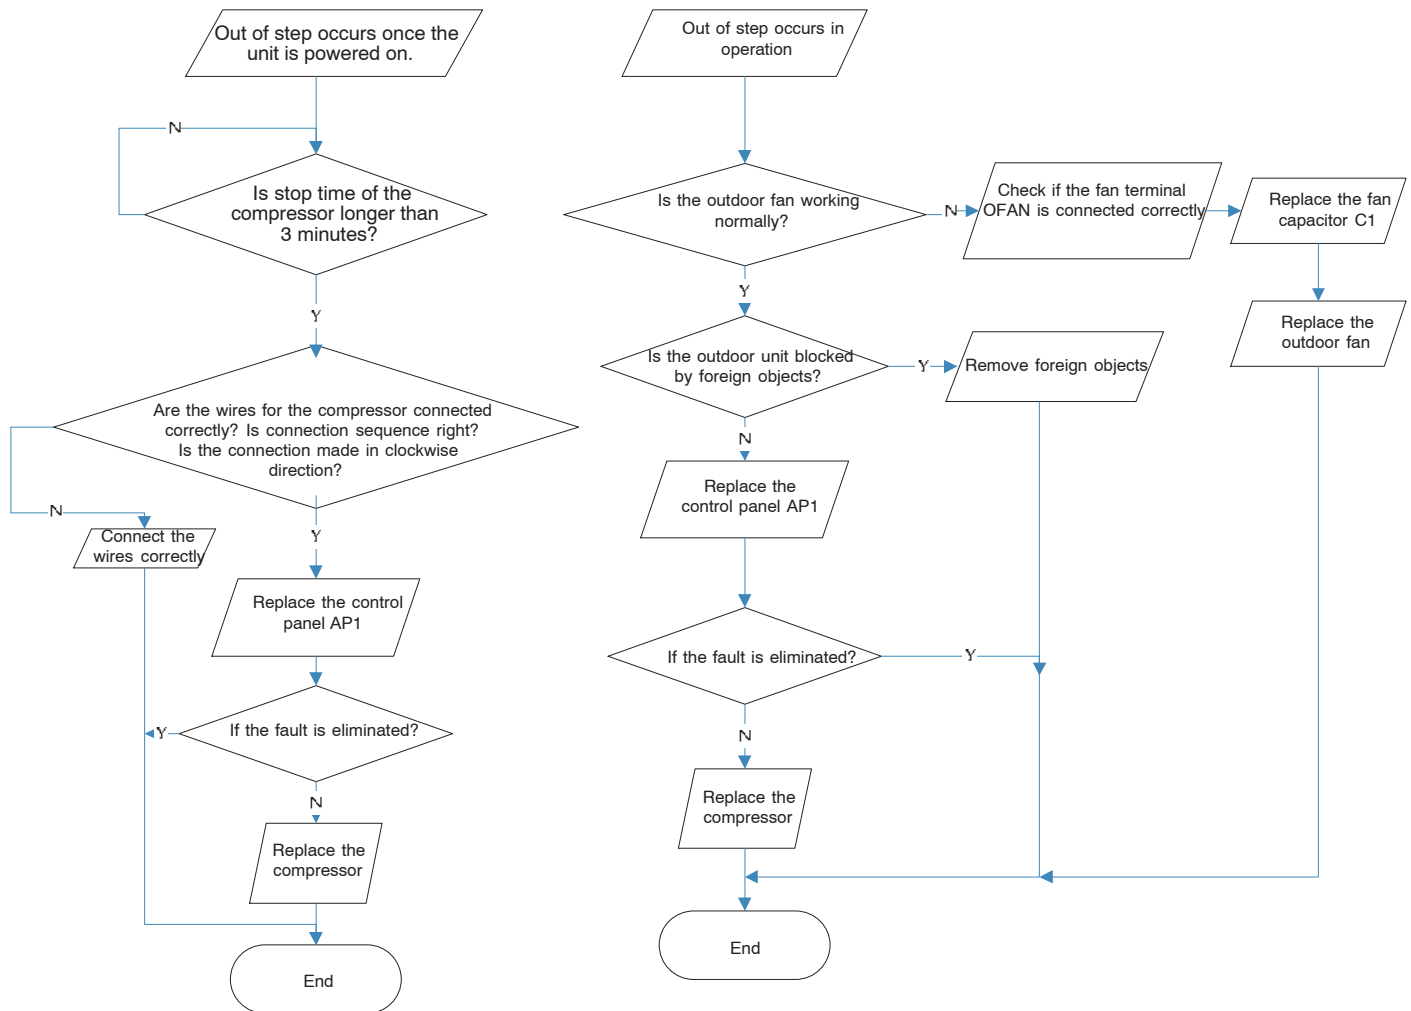 Out of step occurs once the
unit is powered on.
N
Is stop time of the
compressor longer than
3 minutes?
Y
Are the wires for the compressor connected
correctly? Is connection sequence right?
Is the connection made in clockwise
direction?
N
Connect the
wires correctly
Y
Replace the control
panel AP1
If the fault is eliminated?
Y
N
Replace the
compressor
End
Out of step occurs in
operation
Is the outdoor fan working
normally?
N
Check if the fan terminal
OFAN is connected correctly
Replace the fan
capacitor C1
Replace the
outdoor fan
Y
Is the outdoor unit blocked
by foreign objects?
Y
Remove foreign objects
N
Replace the
control panel AP1
If the fault is eliminated?
Y
N
Replace the
compressor
End